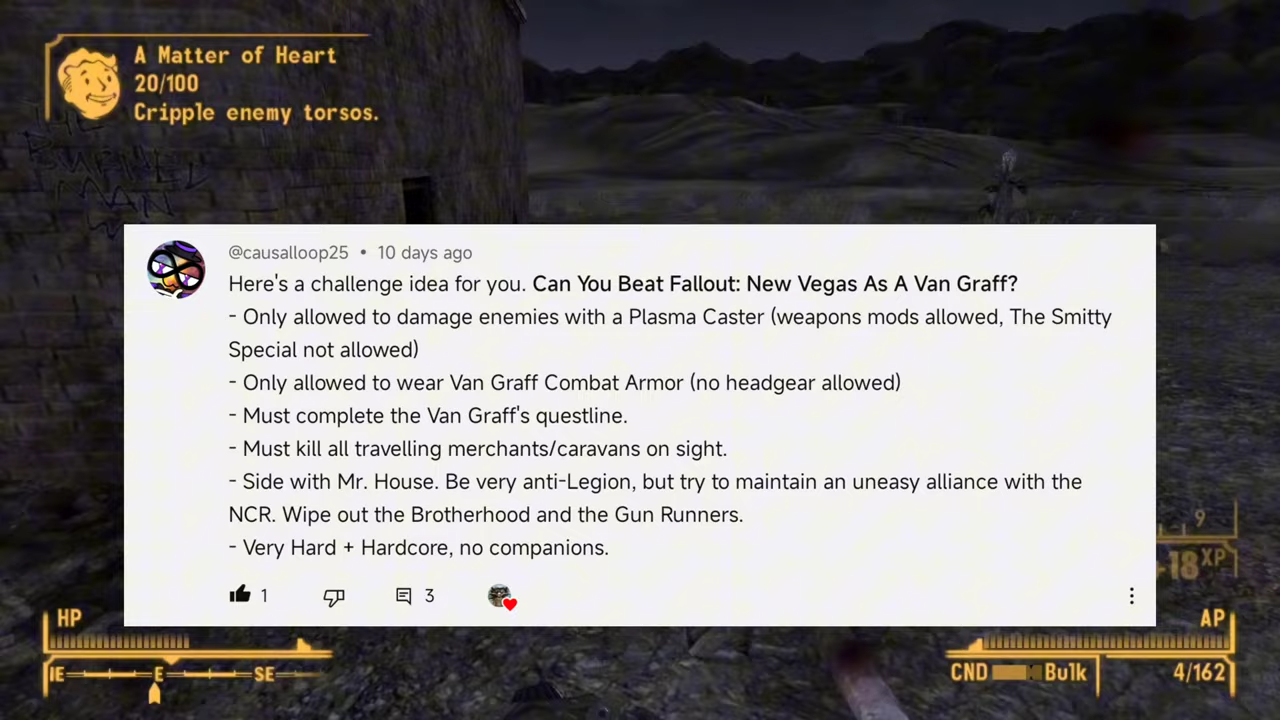 A Matter of Heart
20/100
Cripple enemy torsos.
@causalloop25 • 10 days ago
Here's a challenge idea for you. Can You Beat Fallout: New Vegas As A Van Graff?
- Only allowed to damage enemies with a Plasma Caster (weapons mods allowed, The Smitty
Special not allowed)
- Only allowed to wear Van Graff Combat Armor (no headgear allowed)
- Must complete the Van Graff's questline.
- Must kill all travelling merchants/caravans on sight.
- Side with Mr. House. Be very anti-Legion, but try to maintain an uneasy alliance with the
NCR. Wipe out the Brotherhood and the Gun Runners.
- Very Hard + Hardcore, no companions.
1 3
9
18 XP
HP
AP
E SE
CND Bulk 4/162